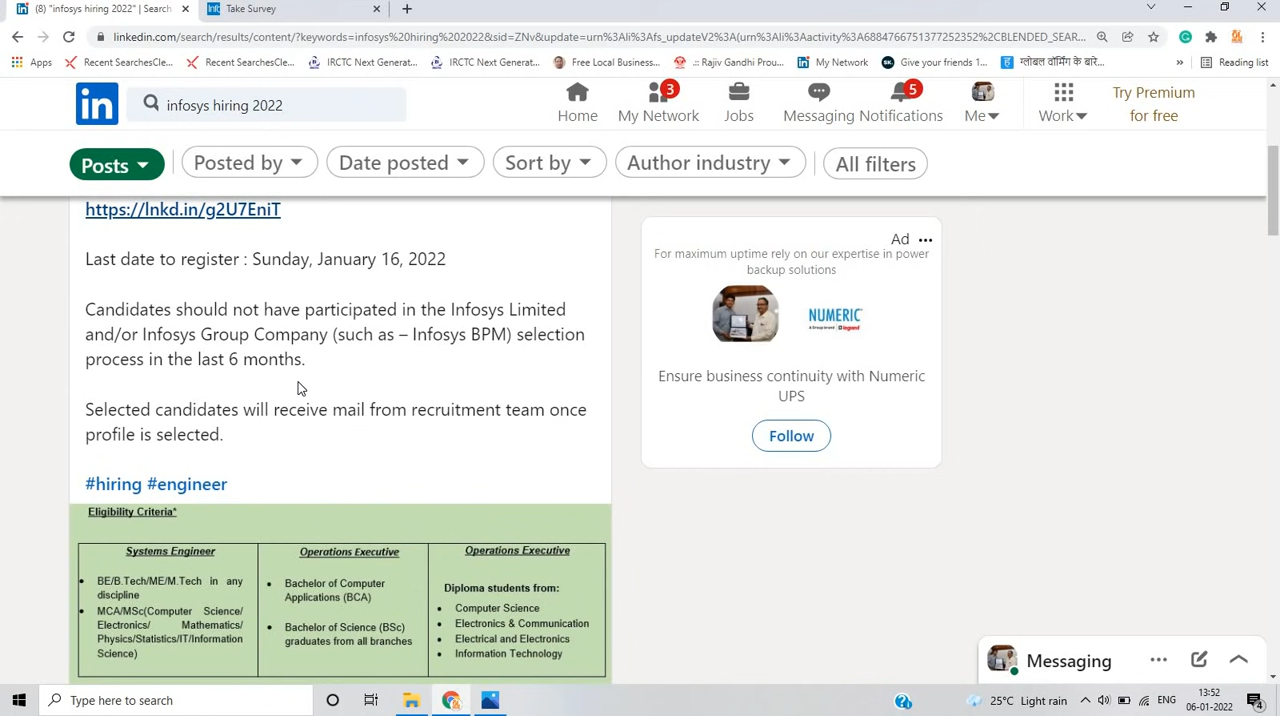 (8) "infosys hiring 2022" | Search
Take Survey
linkedin.com/search/results/content/?keywords=infosys%20hiring%202022&sid=ZNv&update=urn%3Ali%3Afs_updateV2%3A(urn%3Ali%3Aactivity%3A6884766751377252352%2CBLENDED_SEAR...
Apps
Recent SearchesCle...
Recent SearchesCle...
IRCTC Next Generat...
IRCTC Next Generat...
Free Local Business...
.:: Rajiv Gandhi Prou...
My Network
Give your friends 1...
ग्लोबल वॉर्मिंग के बारे...
»
Reading list
in
infosys hiring 2022
Home
3
My Network
Jobs
Messaging
5
Notifications
Me
Work
Try Premium
for free
Posts
Posted by
Date posted
Sort by
Author industry
All filters
https://lnkd.in/g2U7EniT
Last date to register : Sunday, January 16, 2022
Candidates should not have participated in the Infosys Limited
and/or Infosys Group Company (such as – Infosys BPM) selection
process in the last 6 months.
Selected candidates will receive mail from recruitment team once
profile is selected.
#hiring #engineer
Eligibility Criteria*
Systems Engineer
BE/B.Tech/ME/M.Tech in any
discipline
MCA/MSc(Computer Science/
Electronics/ Mathematics/
Physics/Statistics/IT/Information
Science)
Operations Executive
Bachelor of Computer
Applications (BCA)
Bachelor of Science (BSc)
graduates from all branches
Operations Executive
Diploma students from:
Computer Science
Electronics & Communication
Electrical and Electronics
Information Technology
Ad
For maximum uptime rely on our expertise in power
backup solutions
NUMERIC
Ensure business continuity with Numeric
UPS
Follow
Messaging
Type here to search
25°C Light rain
ENG
13:52
06-01-2022
4